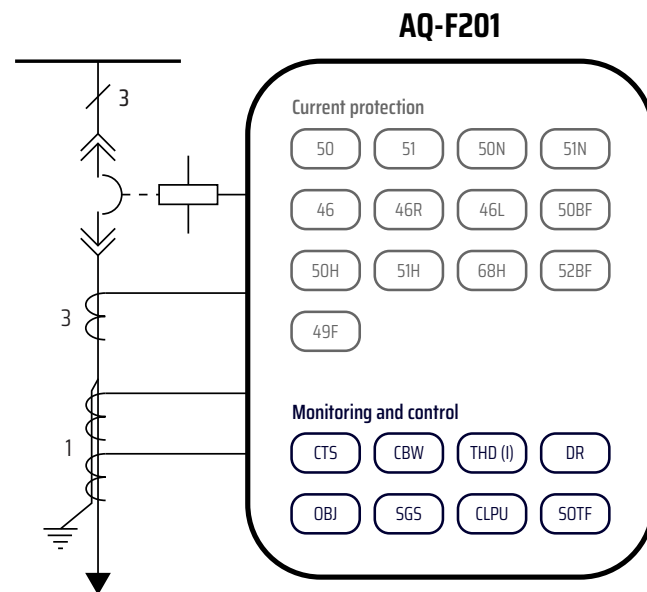 AQ-F201
3
Current protection
50 51 50N 51N
46 46R 46L 50BF
50H 51H 68H 52BF
3
49F
Monitoring and control
1
CTS CBW THD (I) DR
OBJ SGS CLPU SOTF